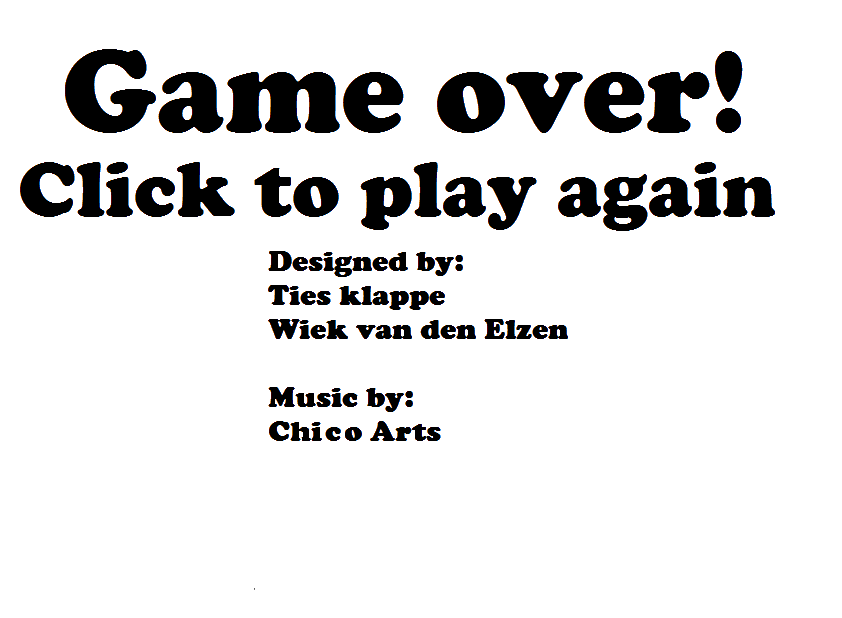 Game over!
Click to play again
Designed by:
Ties klappe
Wiek van den Elzen
Music by:
Chico Arts